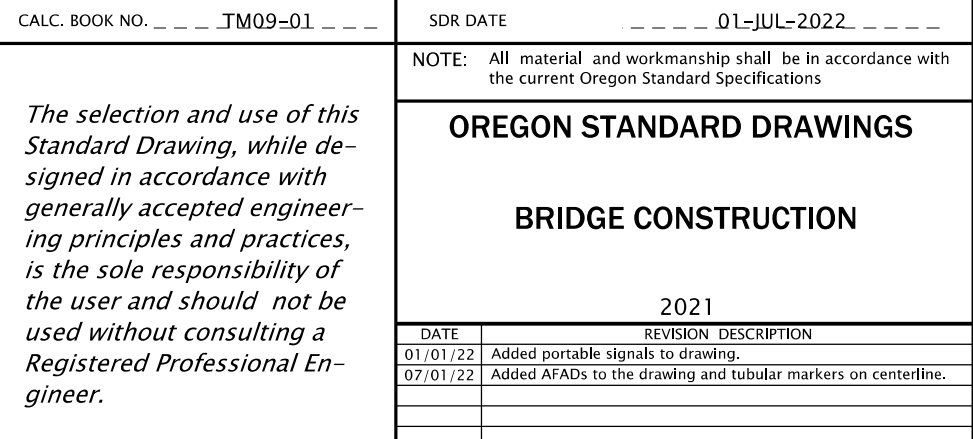 CALC. BOOK NO. _ _ _ _ TM09-01 _ _ _ _
SDR DATE _ _ _ _ 01-JUL-2022 _ _ _ _
The selection and use of this
Standard Drawing, while de-
signed in accordance with
generally accepted engineer-
ing principles and practices,
is the sole responsibility of
the user and should not be
used without consulting a
Registered Professional En-
gineer.
NOTE: All material and workmanship shall be in accordance with
the current Oregon Standard Specifications
OREGON STANDARD DRAWINGS
BRIDGE CONSTRUCTION
2021
DATE REVISION DESCRIPTION
01/01/22 Added portable signals to drawing.
07/01/22 Added AFADs to the drawing and tubular markers on centerline.